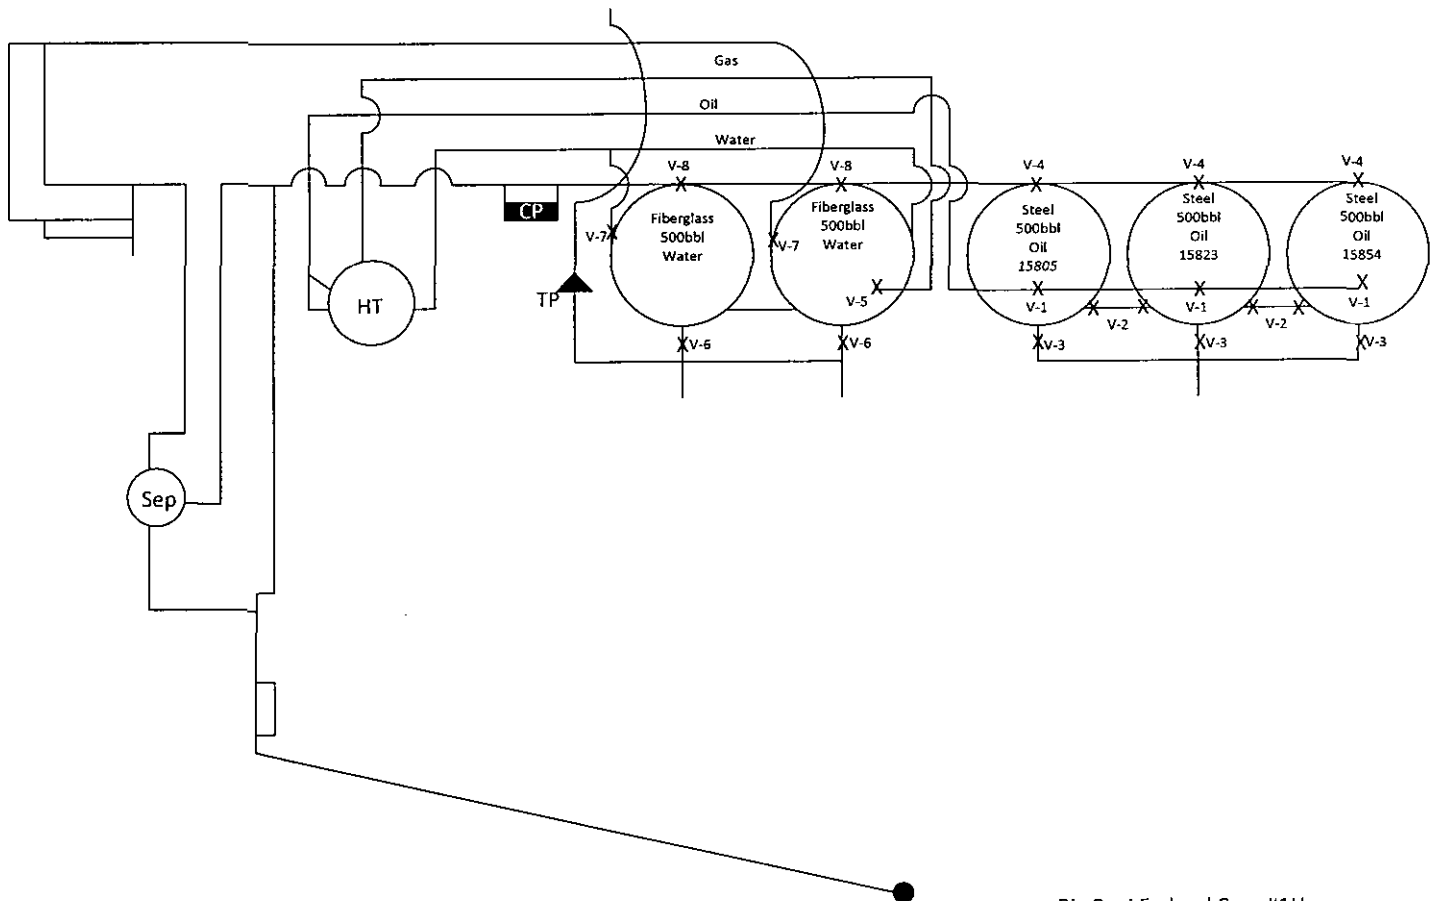 Gas
Oil
Water
V-8
V-8
V-4
V-4
V-4
CP
Fiberglass
500bbl
Water
Fiberglass
500bbl
Water
Steel
500bbl
Oil
15805
Steel
500bbl
Oil
15823
Steel
500bbl
Oil
15854
V-7
V-7
HT
TP
V-5
V-1
V-1
V-1
V-2
V-2
V-6
V-6
V-3
V-3
V-3
Sep